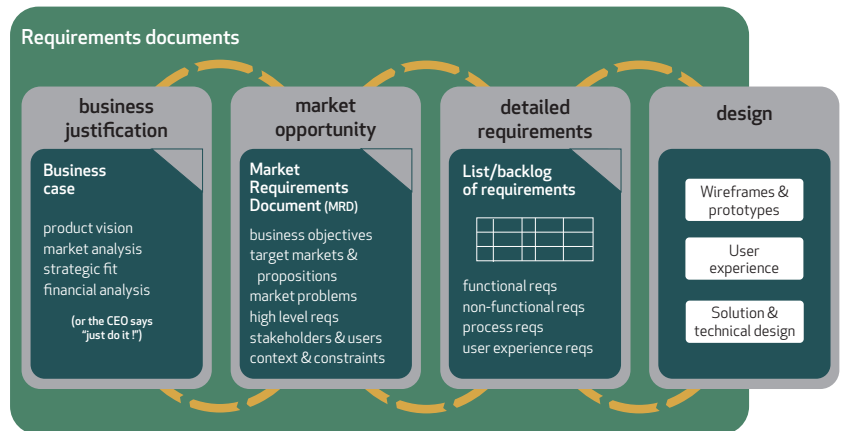 Requirements documents
business
justification
Business
case
product vision
market analysis
strategic fit
financial analysis
(or the CEO says
"just do it !")
market
opportunity
Market
Requirements
Document (MRD)
business objectives
target markets &
propositions
market problems
high level reqs
stakeholders & users
context & constraints
detailed
requirements
List/backlog
of requirements
functional reqs
non-functional reqs
process reqs
user experience reqs
design
Wireframes &
prototypes
User
experience
Solution &
technical design